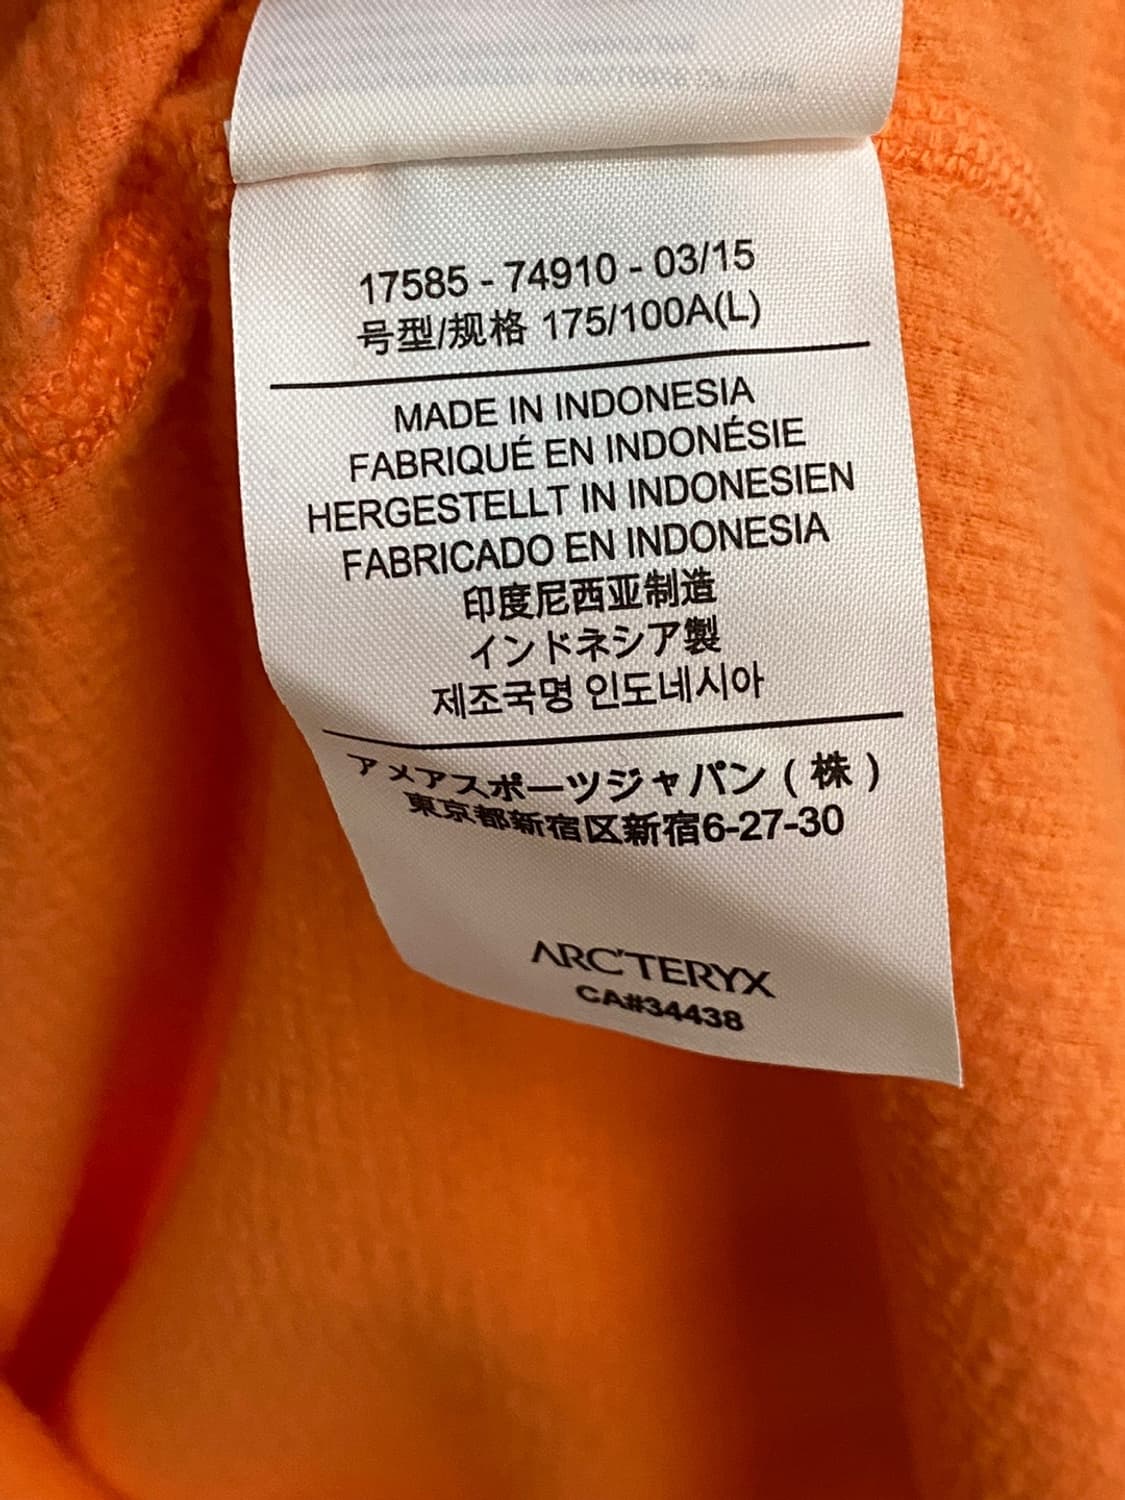 17585 - 74910 - 03/15
号型/规格 175/100A(L)
MADE IN INDONESIA
FABRIQUÉ EN INDONÉSIE
HERGESTELLT IN INDONESIEN
FABRICADO EN INDONESIA
印度尼西亚制造
インドネシア製
제조국명 인도네시아
アメアスポーツジャパン(株)
東京都新宿区新宿6-27-30
ARC'TERYX
CA#34438